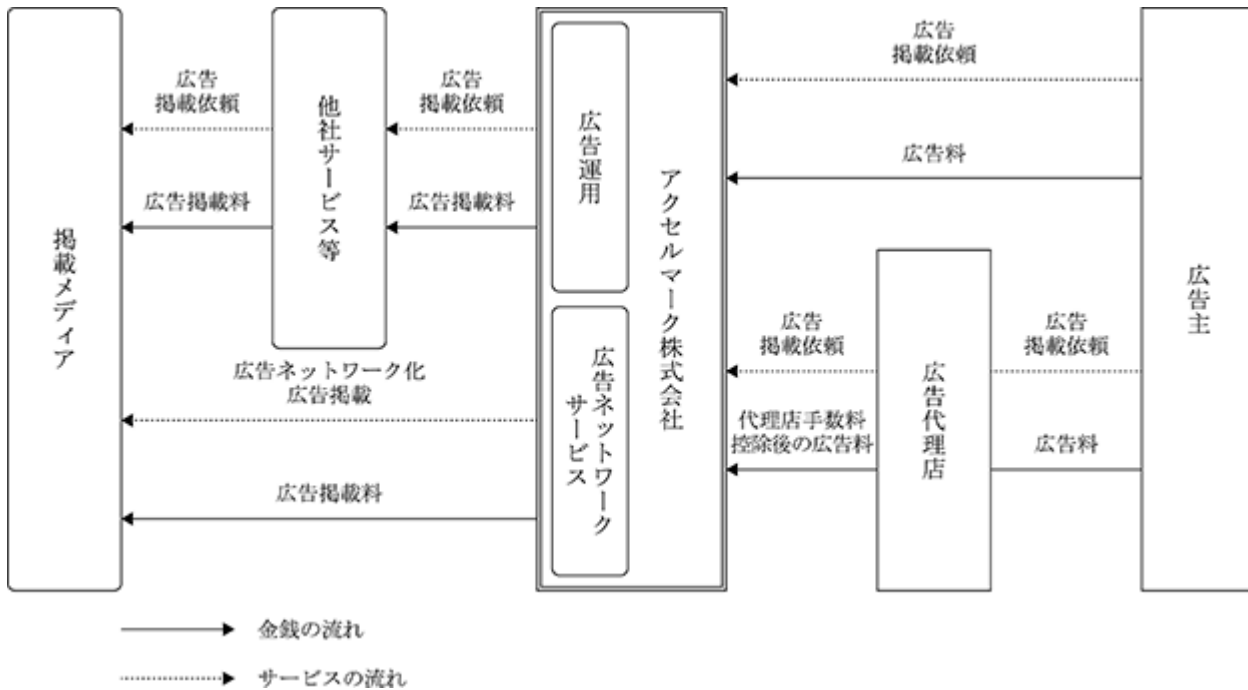 掲載メディア
広告
掲載依頼
広告掲載料
他社サービス等
広告
掲載依頼
広告掲載料
広告ネットワーク化
広告掲載
広告掲載料
広告運用
広告ネットワーク
サービス
アクセルマーク株式会社
広告
掲載依頼
広告料
広告
掲載依頼
代理店手数料
控除後の広告料
広告代理店
広告
掲載依頼
広告料
広告主
金銭の流れ
サービスの流れ